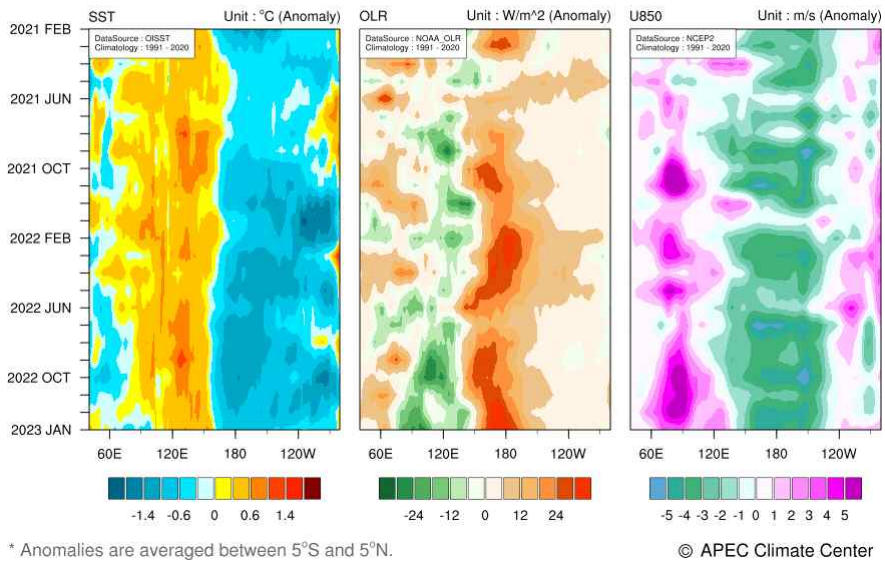 SST Unit : °C (Anomaly)
DataSource : OISST
Climatology : 1991 - 2020
OLR Unit : W/m^2 (Anomaly)
DataSource : NOAA_OLR
Climatology : 1991 - 2020
U850 Unit : m/s (Anomaly)
DataSource : NCEP2
Climatology : 1991 - 2020
2021 FEB
2021 JUN
2021 OCT
2022 FEB
2022 JUN
2022 OCT
2023 JAN
60E 120E 180 120W
60E 120E 180 120W
60E 120E 180 120W
-1.4 -0.6 0 0.6 1.4
-24 -12 0 12 24
-5 -4 -3 -2 -1 0 1 2 3 4 5
* Anomalies are averaged between 5°S and 5°N.
© APEC Climate Center